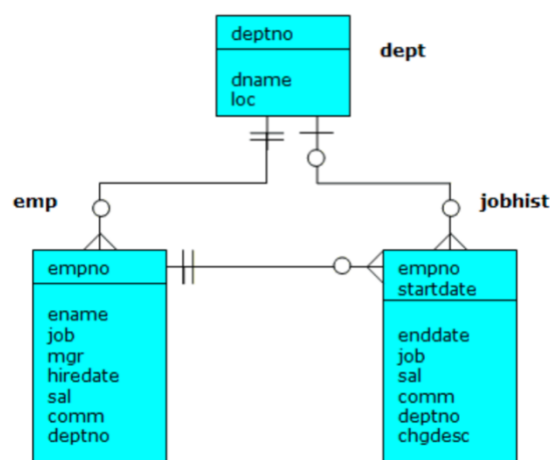 deptno
dept
dname
loc
emp
jobhist
empno
ename
job
mgr
hiredate
sal
comm
deptno
empno
startdate
enddate
job
sal
comm
deptno
chgdesc